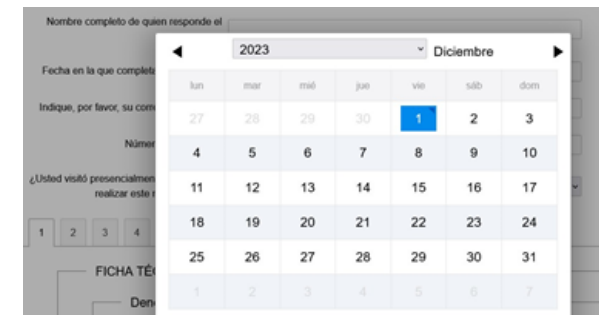 Nombre completo de quien responde el
2023 Diciembre
Fecha en la que completa
lun mar mié jue vie sáb dom
Indique, por favor, su corr
27 28 29 30 1 2 3
Númer
4 5 6 7 8 9 10
¿Usted visitó presencialmen
realizar este r
11 12 13 14 15 16 17
1 2 3 4
18 19 20 21 22 23 24
25 26 27 28 29 30 31
FICHA TÉ
1 2 3 4 5 6 7
Den